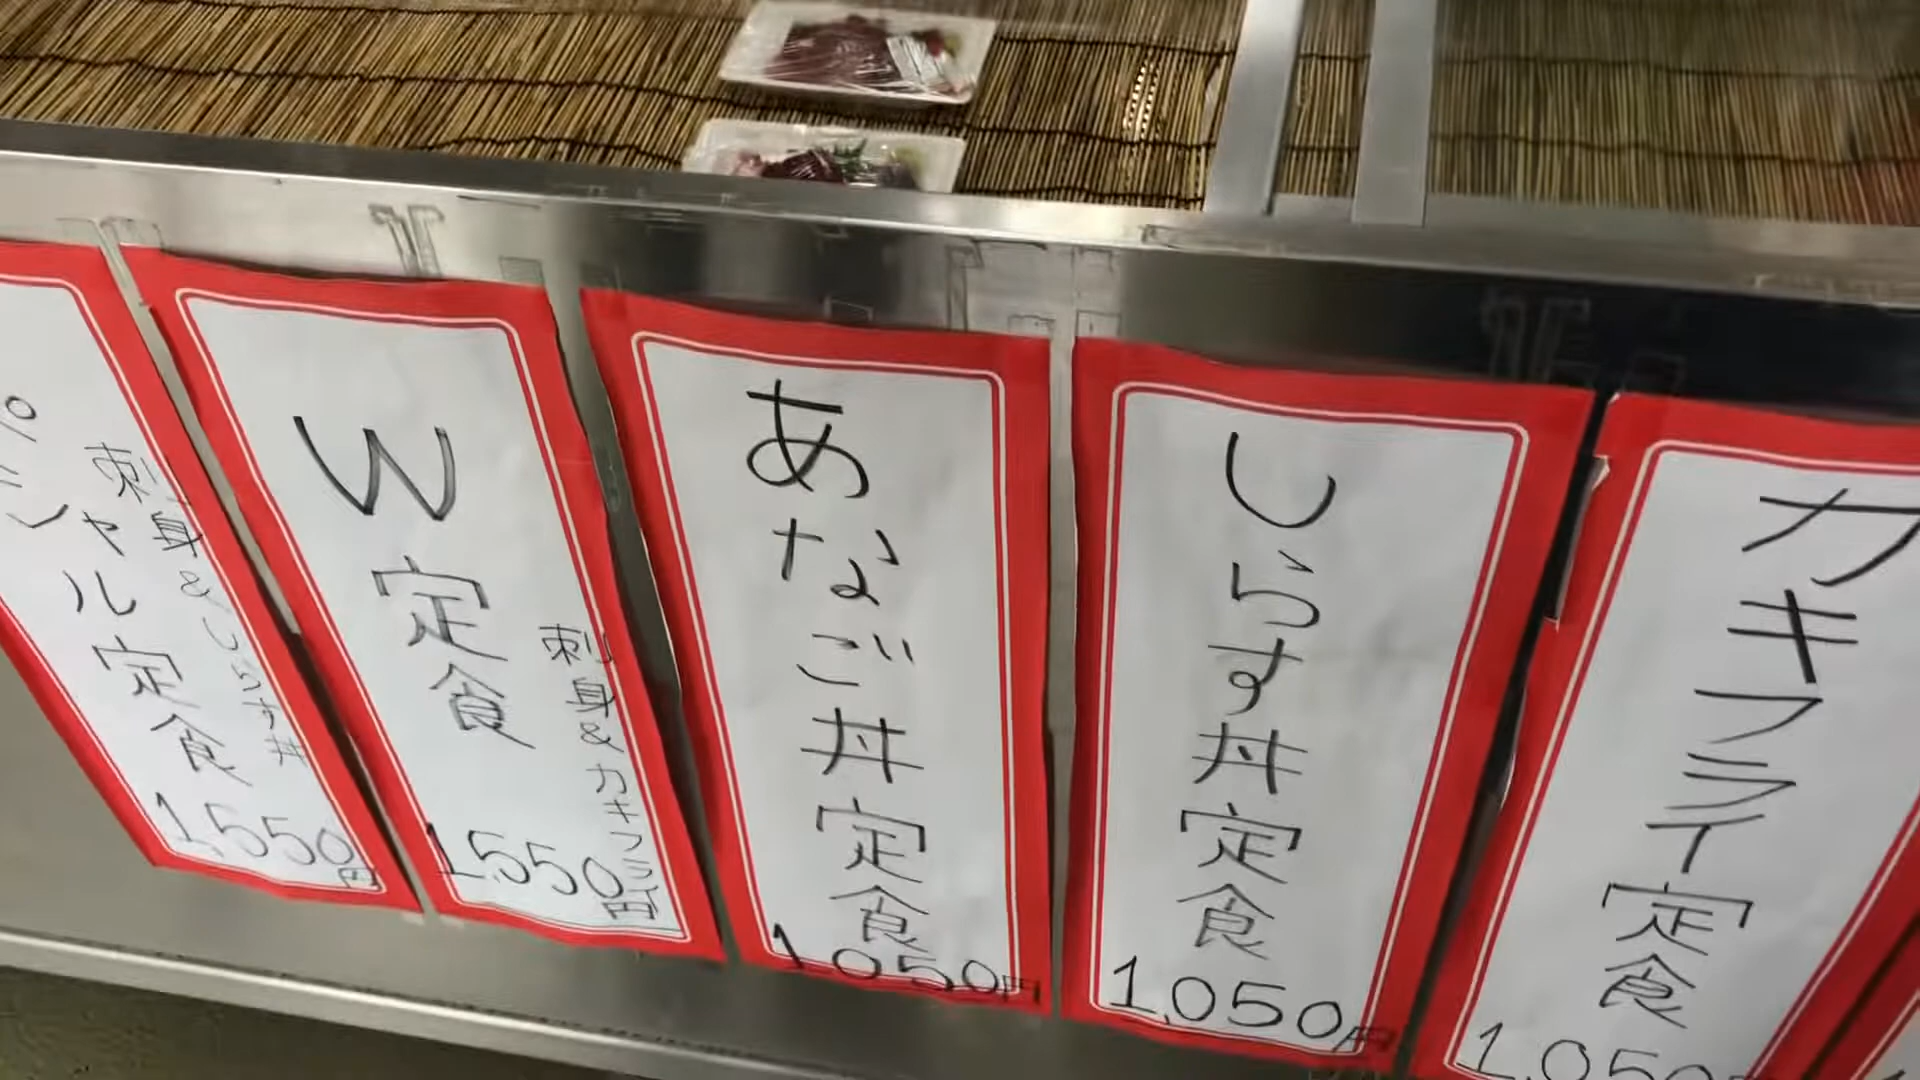 シャル定食
刺身&しらす丼
1,550円
W定食
刺身&カキフライ
1,550円
あなご丼定食
1,050円
しらす丼定食
1,050円
カキフライ定食
1,050